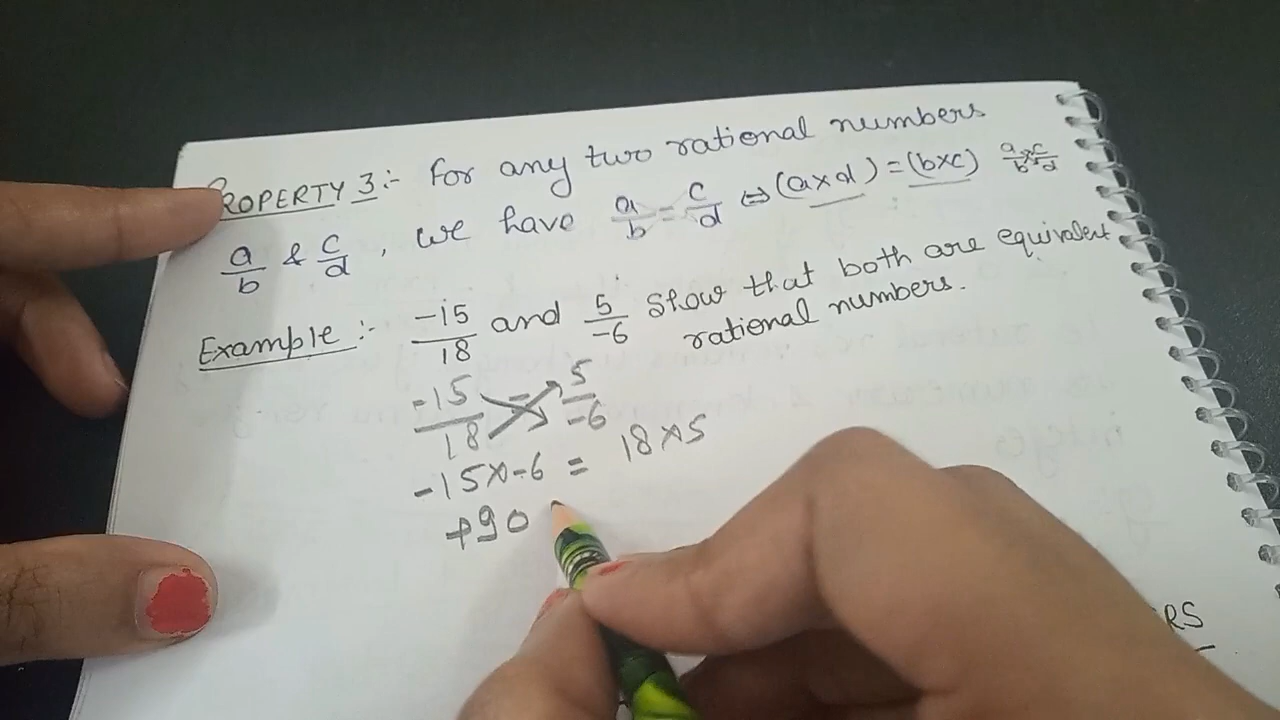 PROPERTY 3:- for any two rational numbers
a/b & c/d, we have a/b = c/d ⇔ (a×d) = (b×c) a/b × c/d
Example:- -15/18 and 5/-6 show that both are equivalent
rational numbers.
-15/18 = 5/-6
-15×-6 = 18×5
+90
RS